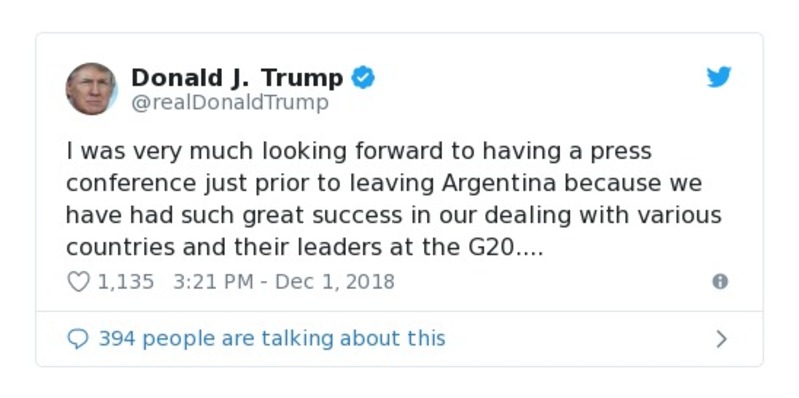 Donald J. Trump
@realDonaldTrump
I was very much looking forward to having a press
conference just prior to leaving Argentina because we
have had such great success in our dealing with various
countries and their leaders at the G20....
1,135 3:21 PM - Dec 1, 2018
394 people are talking about this